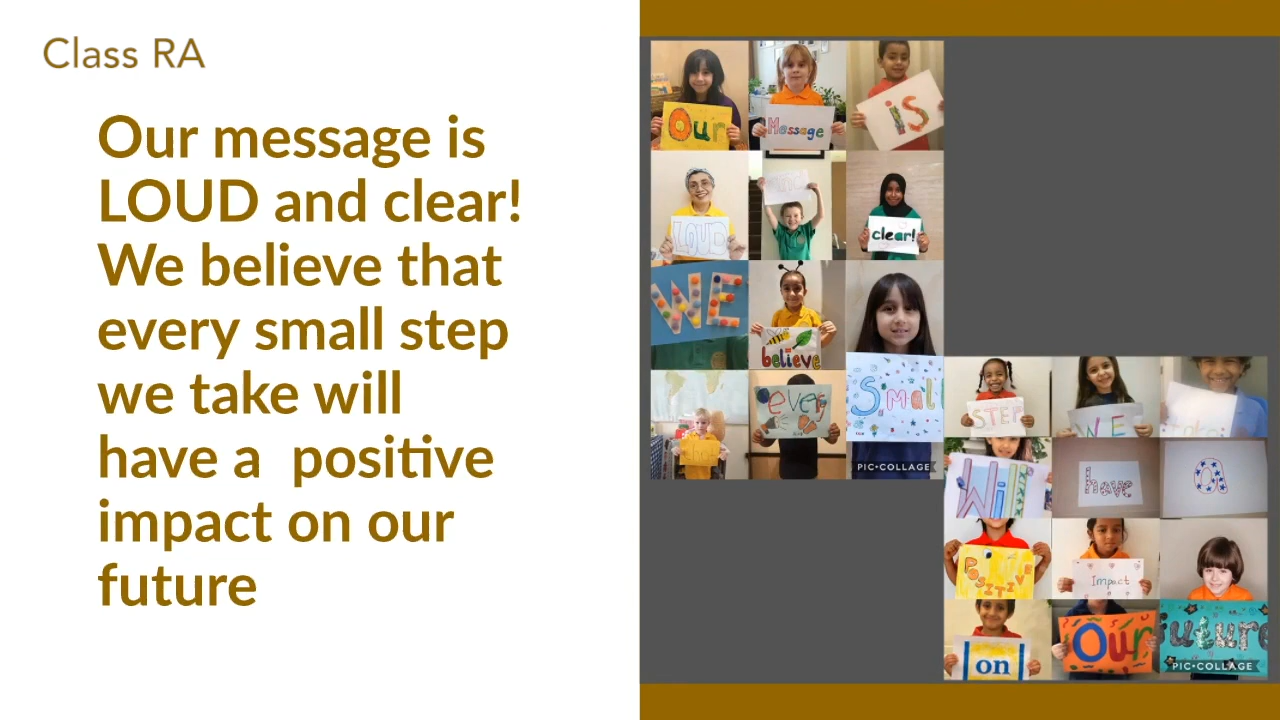 Class RA
Our message is
LOUD and clear!
We believe that
every small step
we take will
have a positive
impact on our
future
Our
Message
is
LOUD
clear!
WE
believe
every
Small
PIC•COLLAGE
STEP
WE
Will
have
a
POSITIVE
Impact
on
Our
Future
PIC•COLLAGE